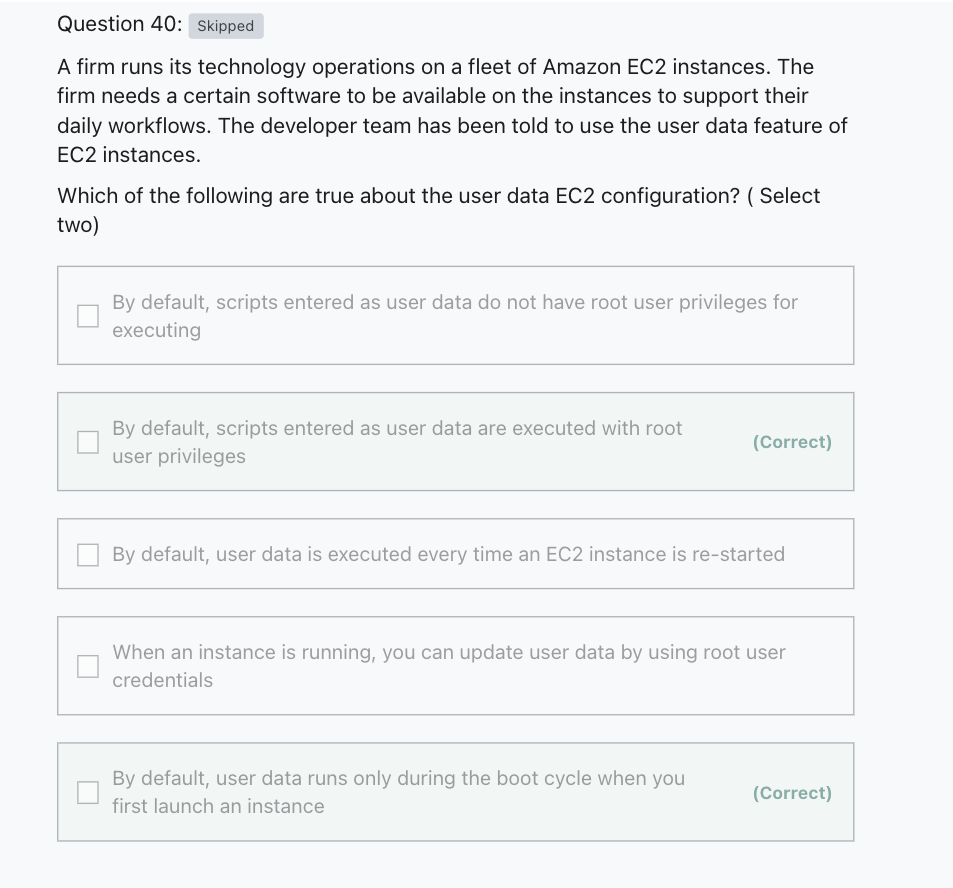 Question 40: Skipped
A firm runs its technology operations on a fleet of Amazon EC2 instances. The
firm needs a certain software to be available on the instances to support their
daily workflows. The developer team has been told to use the user data feature of
EC2 instances.
Which of the following are true about the user data EC2 configuration? ( Select
two)
By default, scripts entered as user data do not have root user privileges for
executing
By default, scripts entered as user data are executed with root
user privileges
(Correct)
By default, user data is executed every time an EC2 instance is re-started
When an instance is running, you can update user data by using root user
credentials
By default, user data runs only during the boot cycle when you
first launch an instance
(Correct)